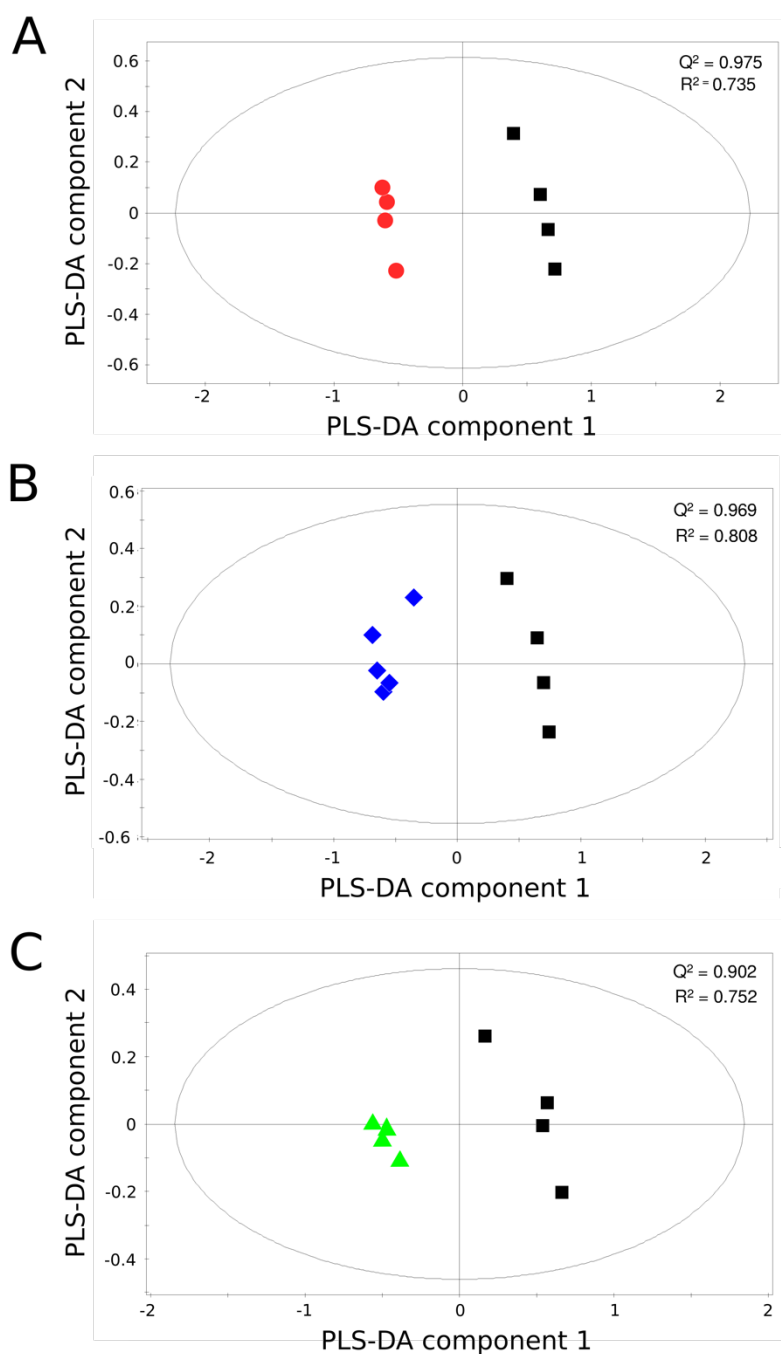 A
PLS-DA component 2
0.6
0.4
0.2
0
-0.2
-0.4
-0.6
Q² = 0.975
R² = 0.735
-2
-1
0
1
2
PLS-DA component 1
B
PLS-DA component 2
0.6
0.4
0.2
0
-0.2
-0.4
-0.6
Q² = 0.969
R² = 0.808
-2
-1
0
1
2
PLS-DA component 1
C
PLS-DA component 2
0.4
0.2
0
-0.2
-0.4
Q² = 0.902
R² = 0.752
-2
-1
0
1
2
PLS-DA component 1